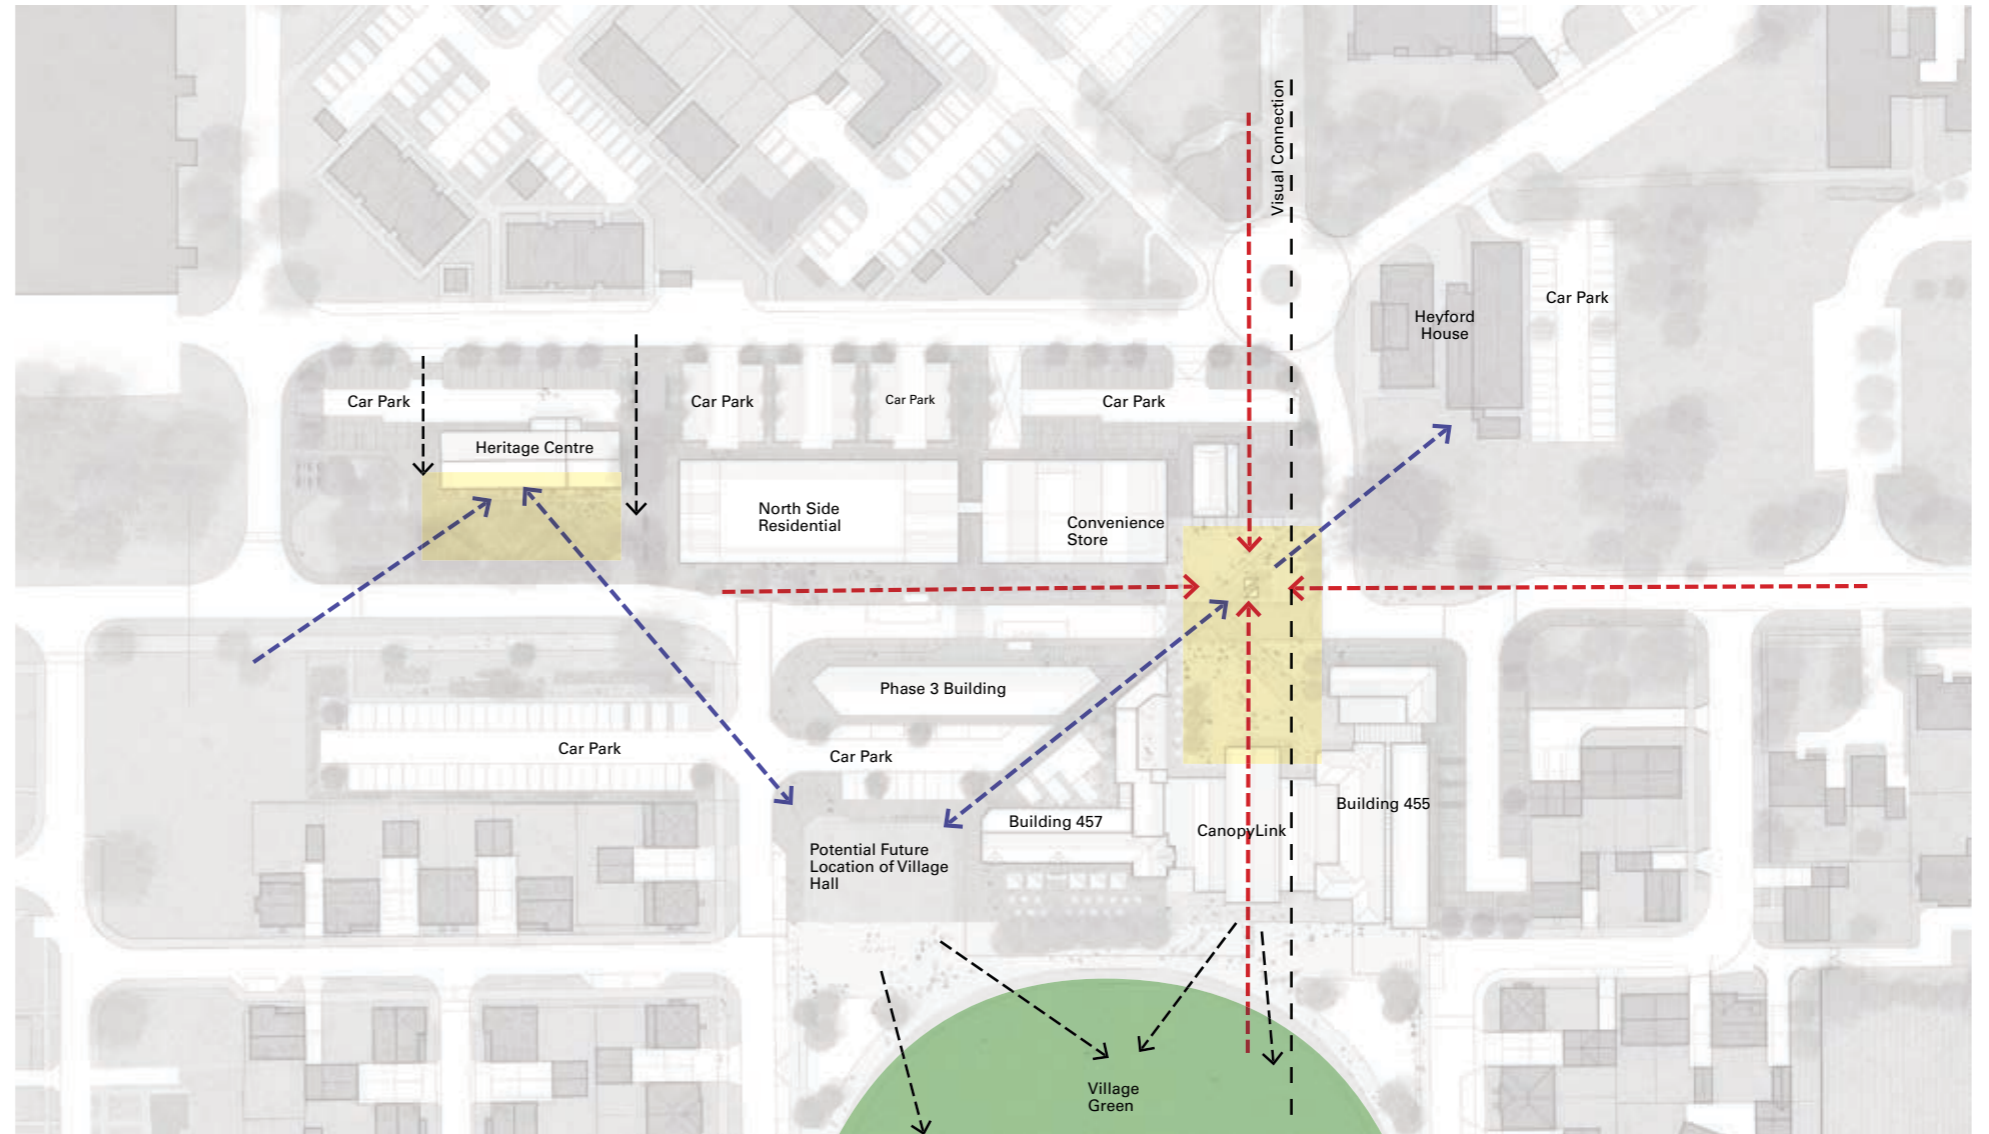 Visual Connection
Car Park
Heyford
House
Car Park
Car Park
Car Park
Car Park
Heritage Centre
North Side
Residential
Convenience
Store
Phase 3 Building
Car Park
Car Park
Building 455
Building 457
CanopyLink
Potential Future
Location of Village
Hall
Village
Green